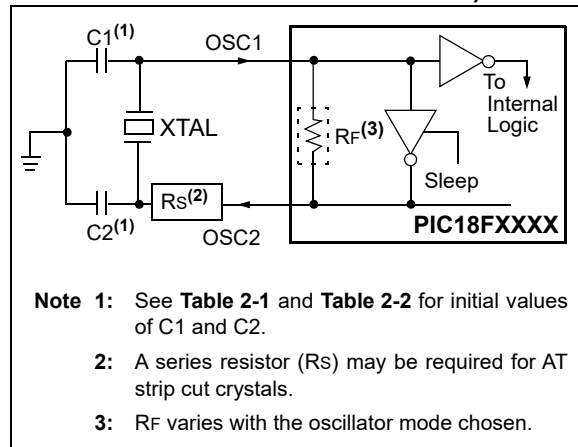 C1(1)
OSC1
To
Internal
Logic
XTAL
RF(3)
Sleep
RS(2)
C2(1)
OSC2
PIC18FXXXX
Note 1: See Table 2-1 and Table 2-2 for initial values
of C1 and C2.
2: A series resistor (RS) may be required for AT
strip cut crystals.
3: RF varies with the oscillator mode chosen.